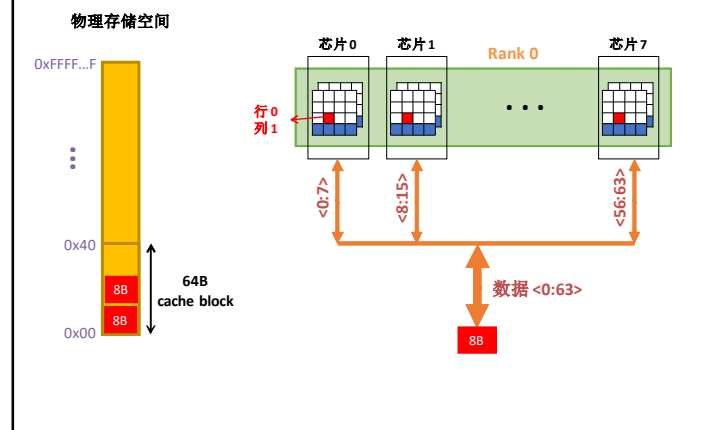 物理存储空间
0xFFFF...F
⋮
0x40
0x00
8B
8B
64B
cache block
芯片0
芯片1
Rank 0
芯片7
行0
列1
...
<0:7>
<8:15>
<56:63>
数据 <0:63>
8B